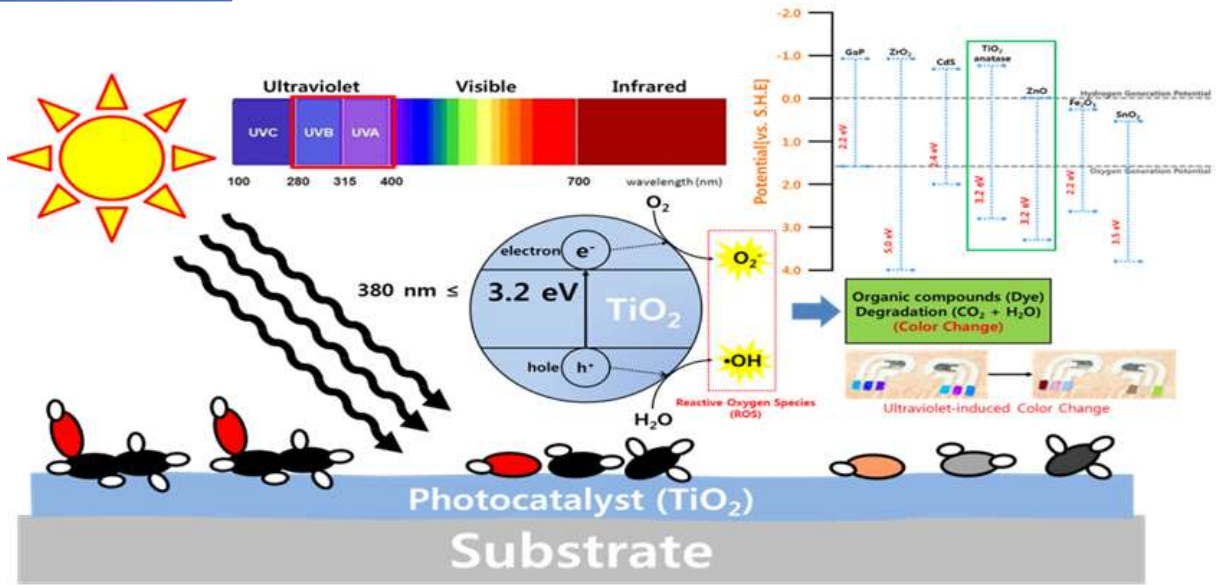 Ultraviolet Visible Infrared
UVC UVB UVA
100 280 315 400 700 wavelength (nm)
Potential[vs. S.H.E]
-2.0
-1.0
0.0
1.0
2.0
3.0
4.0
GaP ZrO₂ CdS TiO₂ anatase ZnO Fe₂O₃ SnO₂
Hydrogen Generation Potential
Oxygen Generation Potential
2.2 eV
5.0 eV
2.4 eV
3.2 eV
3.2 eV
2.2 eV
3.5 eV
380 nm ≤ 3.2 eV
TiO₂
electron e⁻
hole h⁺
O₂
O₂⁻
•OH
H₂O
Reactive Oxygen Species
(ROS)
Organic compounds (Dye)
Degradation (CO₂ + H₂O)
(Color Change)
Ultraviolet-induced Color Change
Photocatalyst (TiO₂)
Substrate